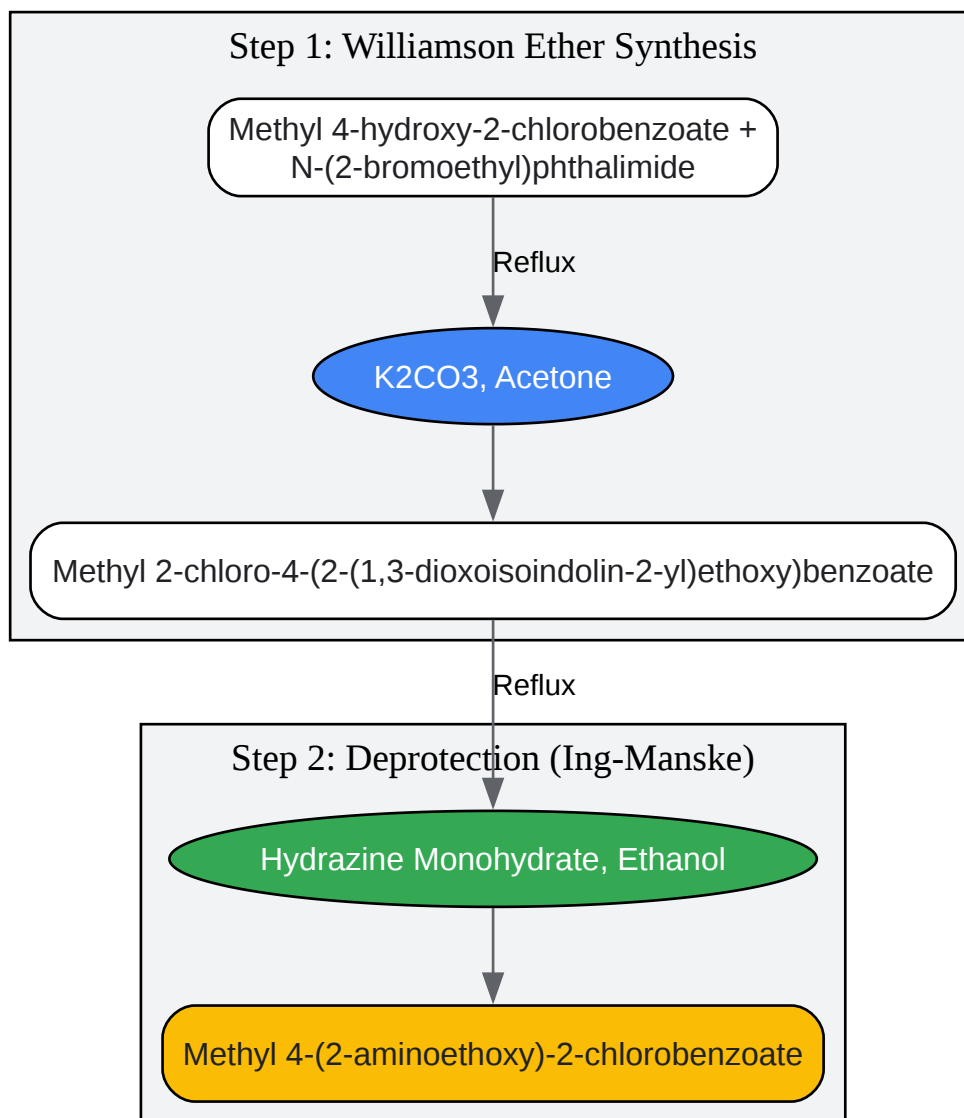 Step 1: Williamson Ether Synthesis
Methyl 4-hydroxy-2-chlorobenzoate +
N-(2-bromoethyl)phthalimide
Reflux
K2CO3, Acetone
Methyl 2-chloro-4-(2-(1,3-dioxoisoindolin-2-yl)ethoxy)benzoate
Reflux
Step 2: Deprotection (Ing-Manske)
Hydrazine Monohydrate, Ethanol
Methyl 4-(2-aminoethoxy)-2-chlorobenzoate